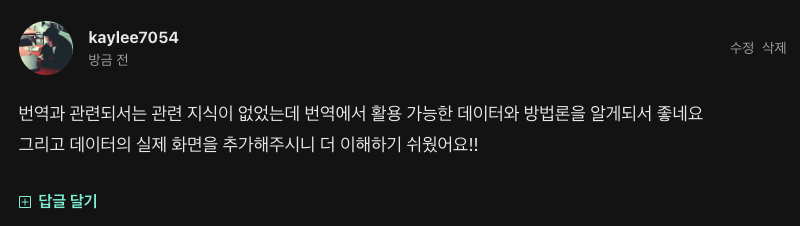 kaylee7054
방금 전
수정 삭제
번역과 관련되서는 관련 지식이 없었는데 번역에서 활용 가능한 데이터와 방법론을 알게되서 좋네요
그리고 데이터의 실제 화면을 추가해주시니 더 이해하기 쉬웠어요!!
답글 달기